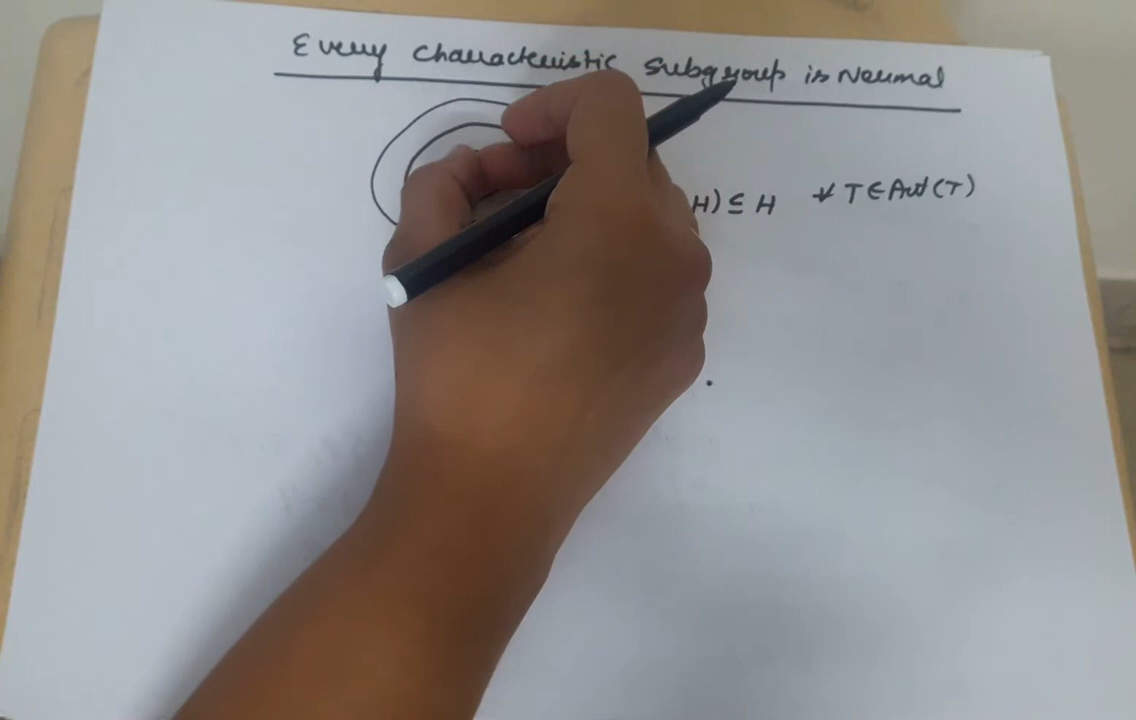 Every characteristic subgroup is Normal
H) ⊆ H ∀ T ∈ Aut (T)